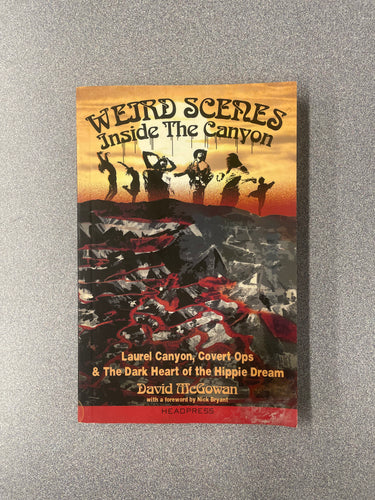 WEIRD SCENES
Inside The Canyon
Laurel Canyon, Covert Ops
& The Dark Heart of the Hippie Dream
David McGowan
with a foreword by Nick Bryant
HEADPRESS